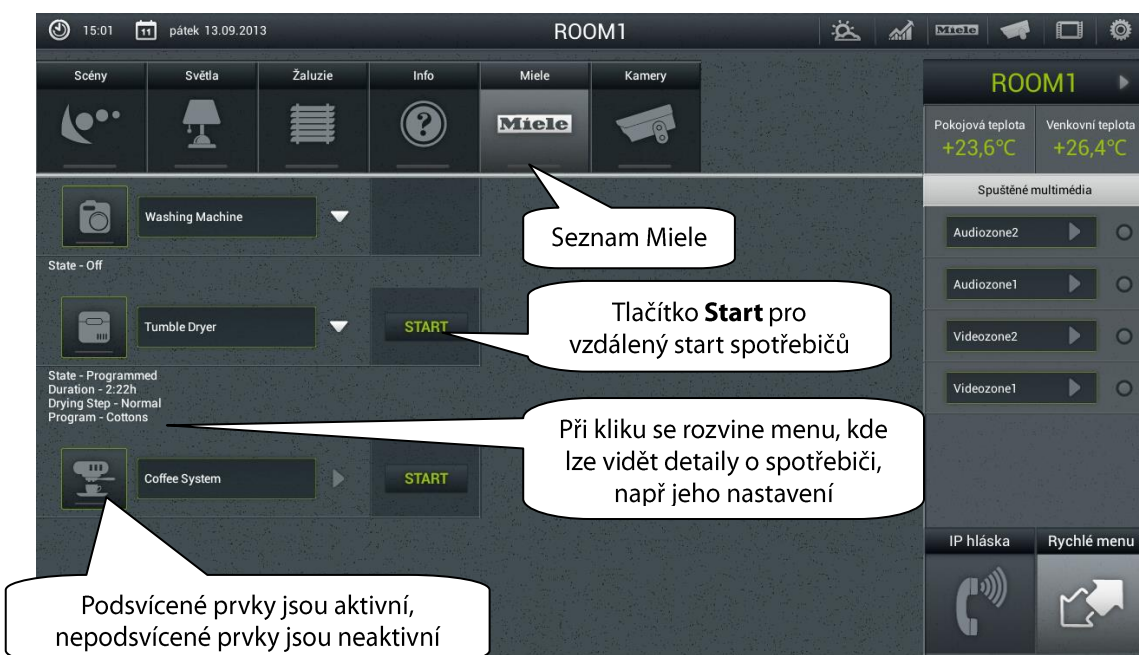 15:01
11
pátek 13.09.2013
ROOM1
Miele
Scény
Světla
Žaluzie
Info
Miele
Kamery
Miele
ROOM1
Pokojová teplota
Venkovní teplota
+23,6°C
+26,4°C
Spuštěné multimédia
Audiozone2
Audiozone1
Videozone2
Videozone1
IP hláska
Rychlé menu
Washing Machine
State - Off
Seznam Miele
Tumble Dryer
START
Tlačítko Start pro
vzdálený start spotřebičů
State - Programmed
Duration - 2:22h
Drying Step - Normal
Program - Cottons
Při kliku se rozvine menu, kde
lze vidět detaily o spotřebiči,
např jeho nastavení
Coffee System
START
Podsvícené prvky jsou aktivní,
nepodsvícené prvky jsou neaktivní